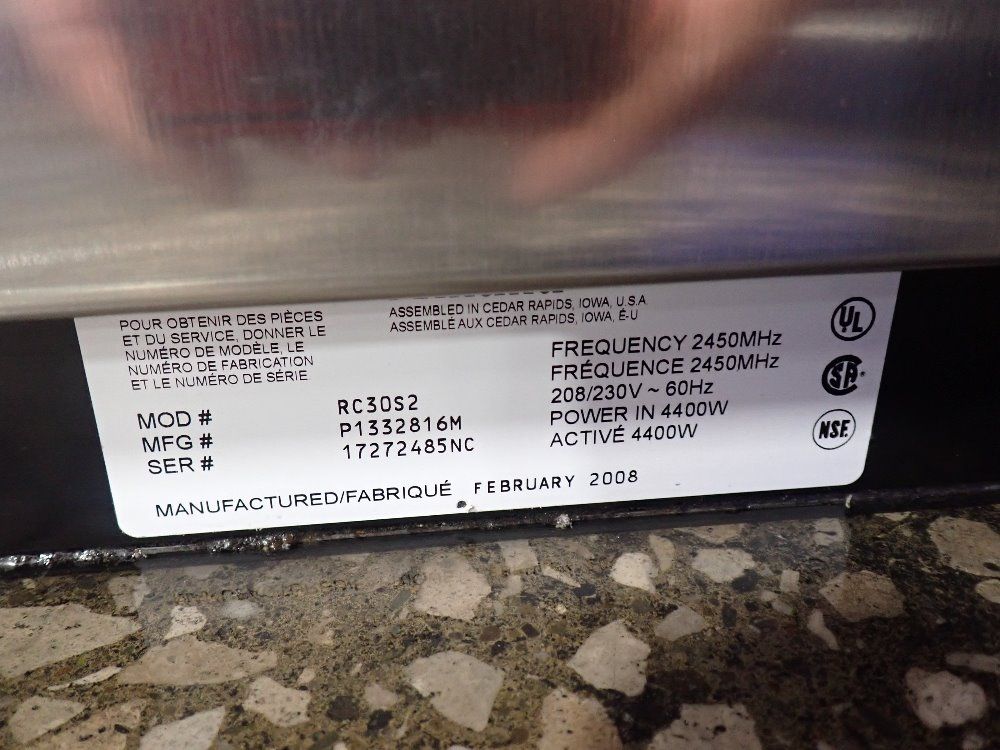 ASSEMBLED IN CEDAR RAPIDS, IOWA, U.S.A
ASSEMBLÉ AUX CEDAR RAPIDS, IOWA, É-U
POUR OBTENIR DES PIÈCES
ET DU SERVICE, DONNER LE
NUMÉRO DE MODÈLE, LE
NUMÉRO DE FABRICATION
ET LE NUMÉRO DE SÉRIE.
FREQUENCY 2450MHz
FRÉQUENCE 2450MHz
208/230V ~ 60Hz
POWER IN 4400W
ACTIVÉ 4400W
MOD # RC30S2
MFG # P1332816M
SER # 17272485NC
MANUFACTURED/FABRIQUÉ FEBRUARY 2008
UL
SA
NSF.